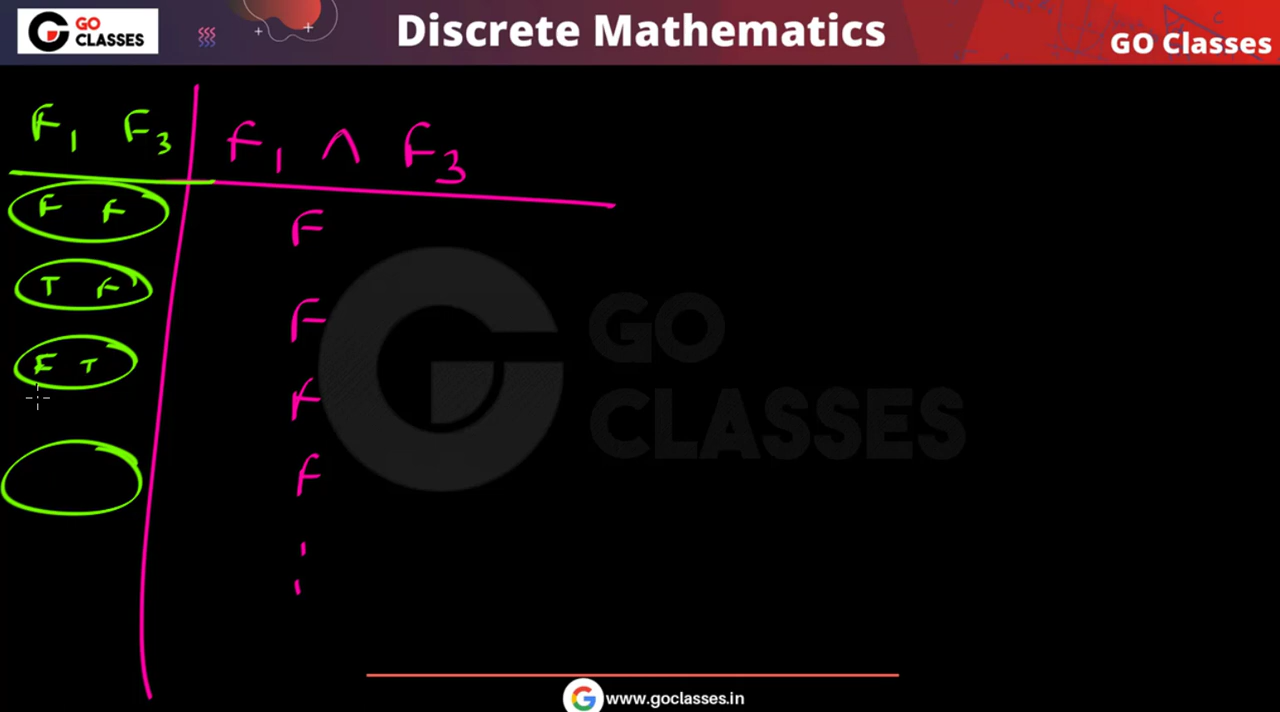 GO
CLASSES
Discrete Mathematics
GO Classes
F₁ F₃ F₁ ∧ F₃
F F F
T F F
F T F
F
GO
CLASSES
www.goclasses.in